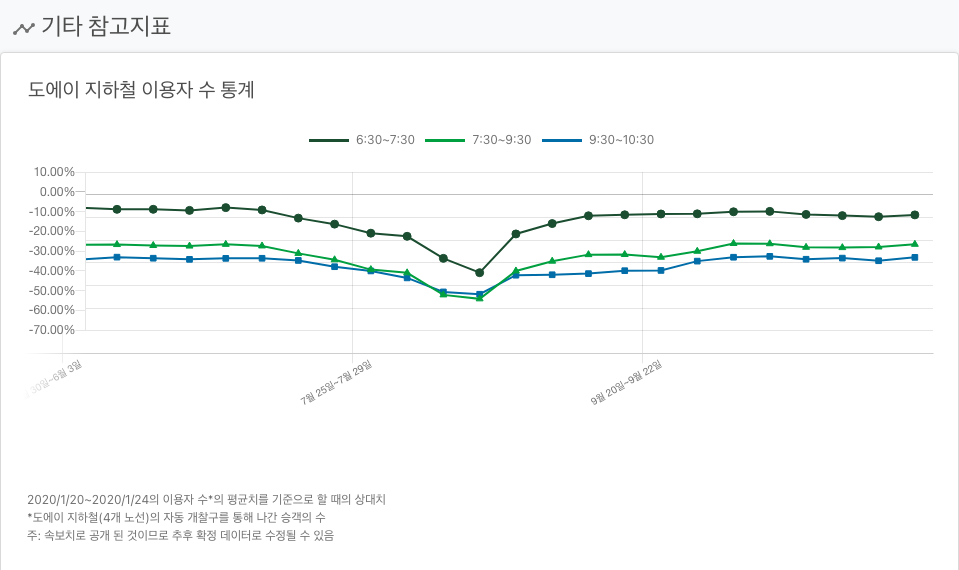 기타 참고지표
도에이 지하철 이용자 수 통계
6:30~7:30 7:30~9:30 9:30~10:30
10.00%
0.00%
-10.00%
-20.00%
-30.00%
-40.00%
-50.00%
-60.00%
-70.00%
30일~6월 3일 7월 25일~7월 29일 9월 20일~9월 22일
2020/1/20~2020/1/24의 이용자 수*의 평균치를 기준으로 할 때의 상대치
*도에이 지하철(4개 노선)의 자동 개찰구를 통해 나간 승객의 수
주: 속보치로 공개 된 것이므로 추후 확정 데이터로 수정될 수 있음